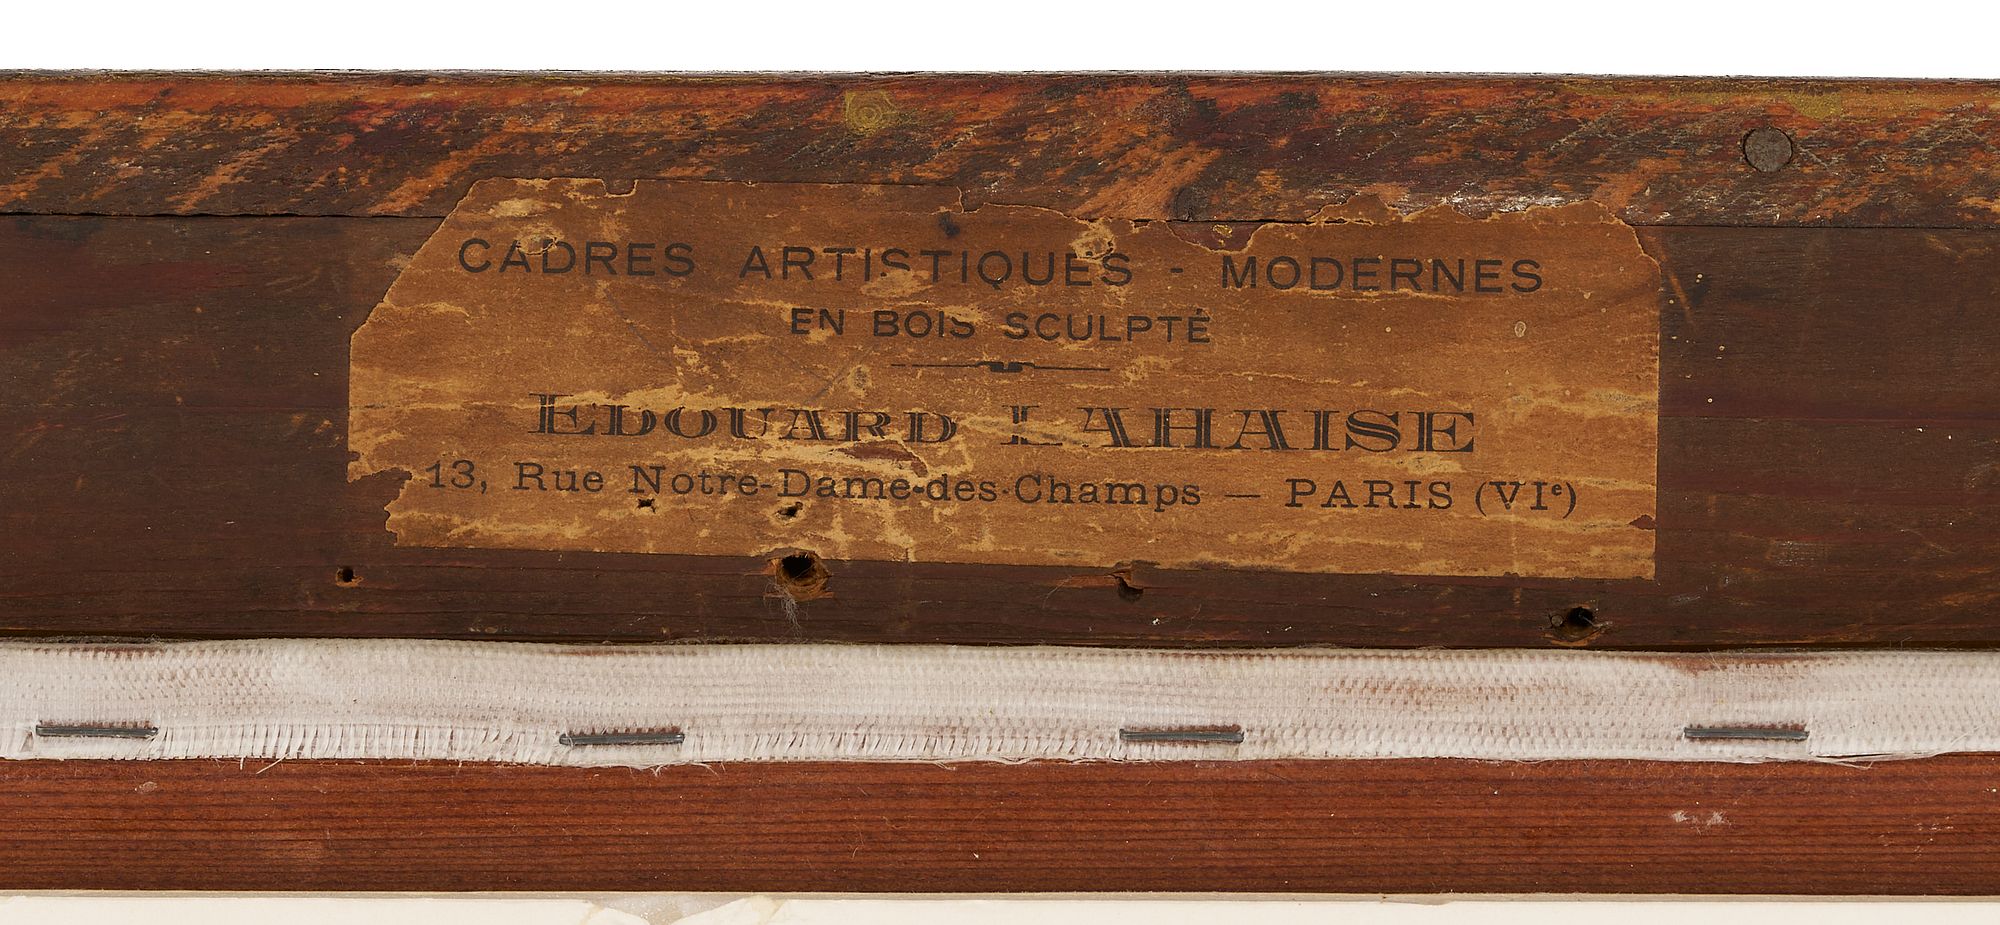 CADRES ARTISTIQUES - MODERNES
EN BOIS SCULPTÉ
EDOUARD LAHAISE
13, Rue Notre-Dame-des-Champs — PARIS (VIe)